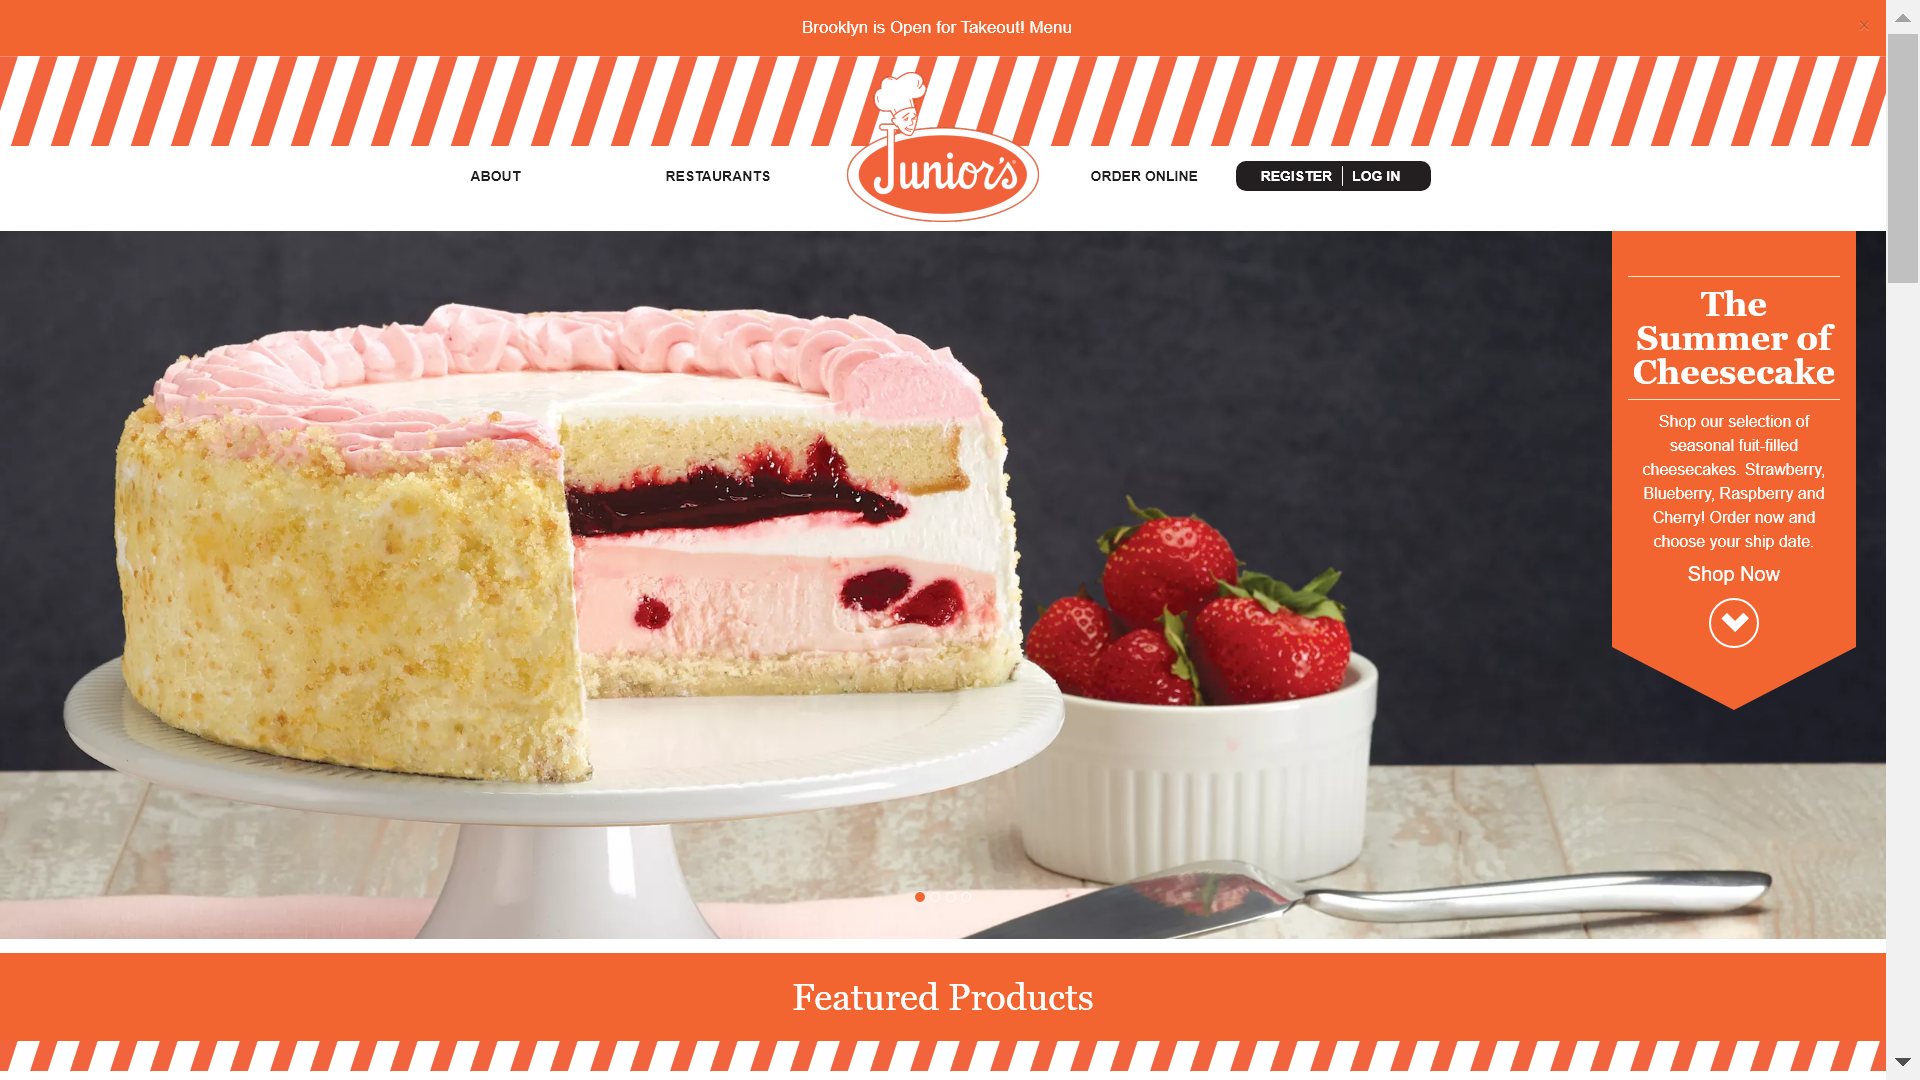 Brooklyn is Open for Takeout! Menu
×
Junior's®
ABOUT
RESTAURANTS
ORDER ONLINE
REGISTER
LOG IN
The
Summer of
Cheesecake
Shop our selection of
seasonal fuit-filled
cheesecakes. Strawberry,
Blueberry, Raspberry and
Cherry! Order now and
choose your ship date.
Shop Now
Featured Products